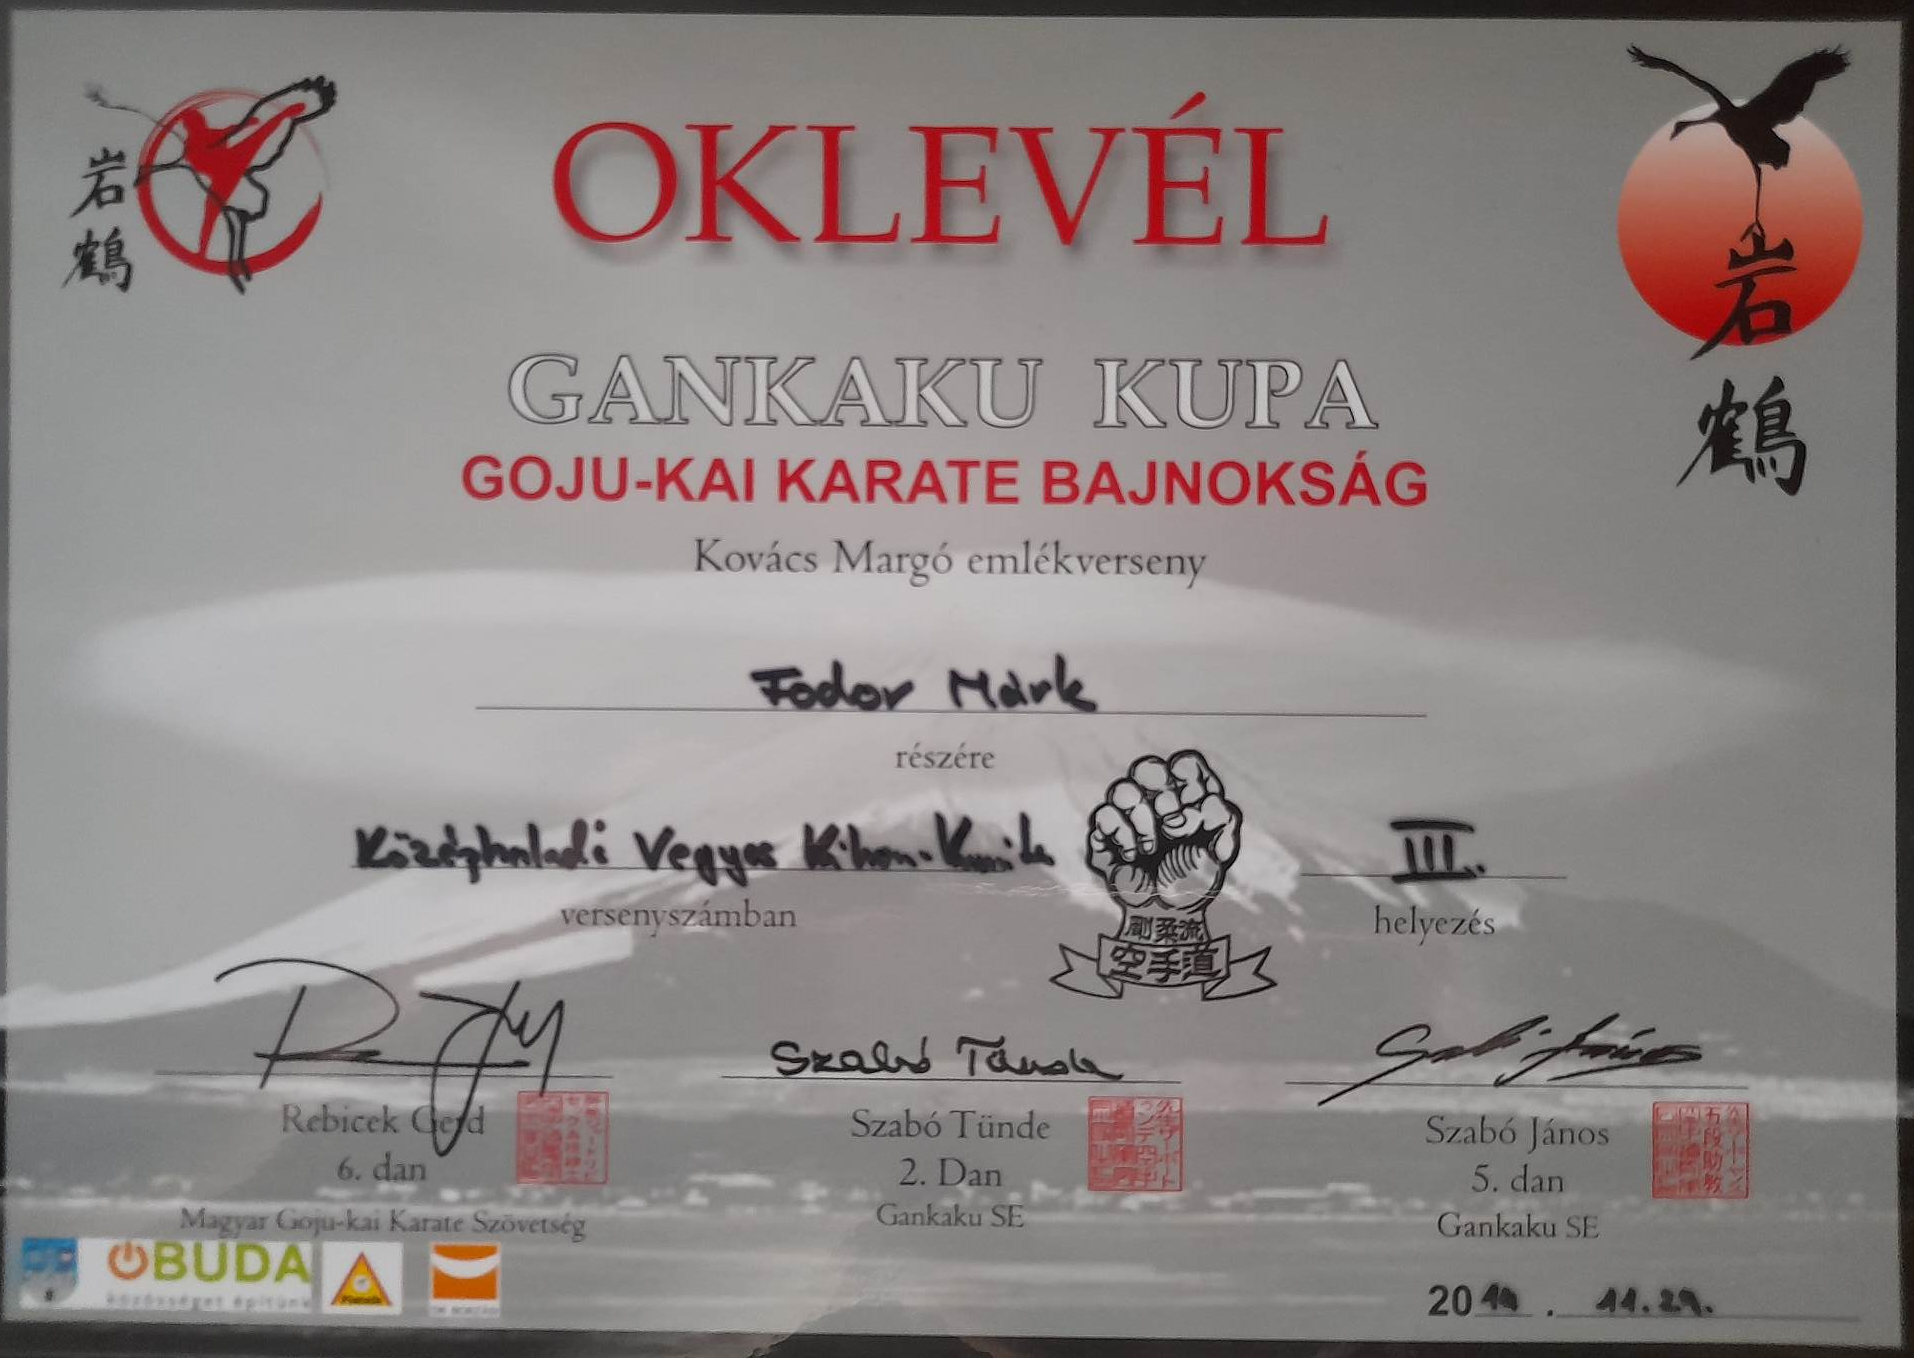 岩鶴
OKLEVÉL
岩鶴
GANKAKU KUPA
GOJU-KAI KARATE BAJNOKSÁG
Kovács Margó emlékverseny
Fodor Márk
részére
Középhaladó Vegyes Kihon-Kumite III.
versenyszámban helyezés
剛柔流
空手道
Szabó Tünde
Rebicek Gerd Szabó Tünde Szabó János
6. dan 2. Dan 5. dan
Magyar Goju-kai Karate Szövetség Gankaku SE Gankaku SE
ÓBUDA
közösséget építünk
Piatnik
20 . 11.29.